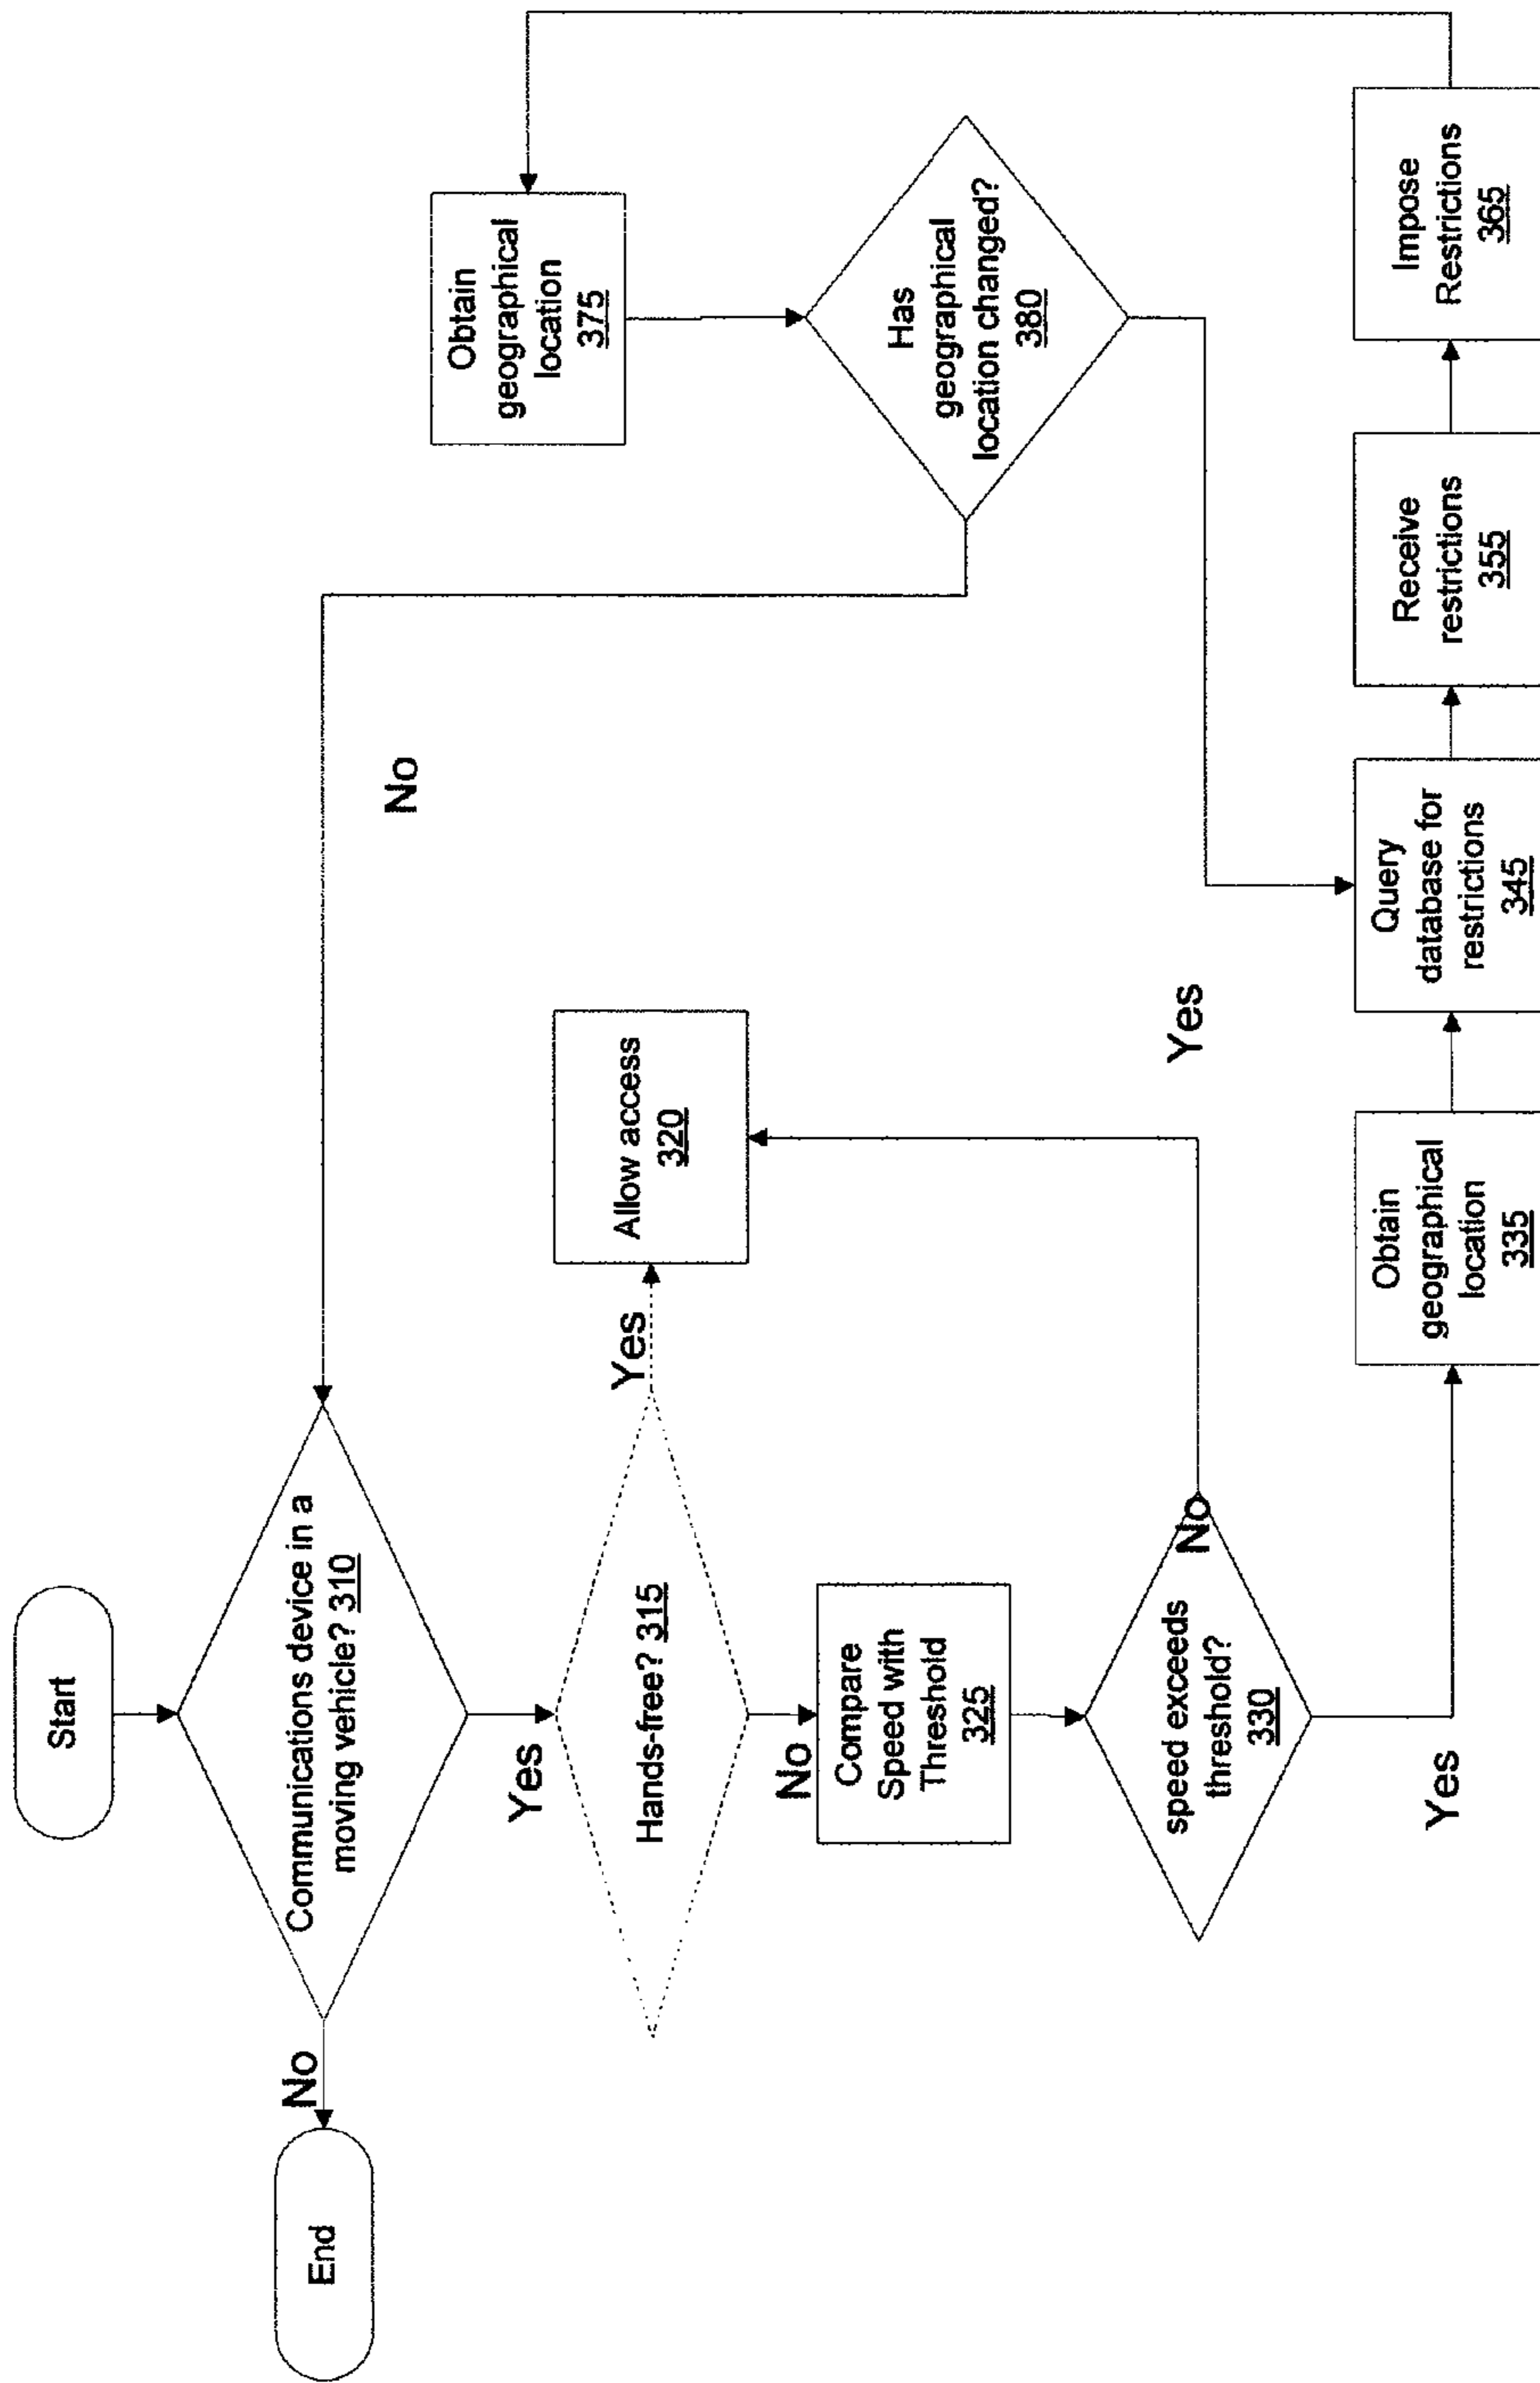 Start
Communications device in a
moving vehicle? 310
No
End
Yes
Hands-free? 315
Yes
Allow access
320
No
Compare
Speed with
Threshold
325
speed exceeds
threshold?
330
No
Yes
Obtain
geographical
location
335
Query
database for
restrictions
345
Receive
restrictions
355
Impose
Restrictions
365
Obtain
geographical
location
375
Has
geographical
location changed?
380
Yes
No